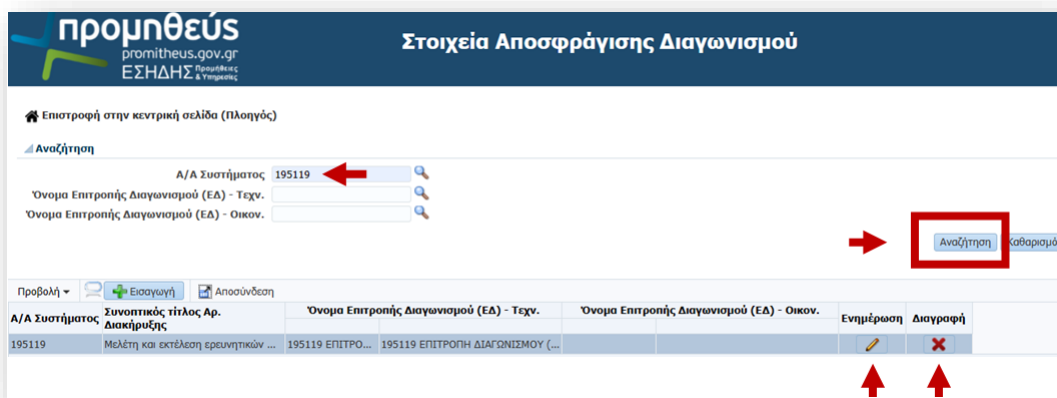 προμηθεύς
promitheus.gov.gr
ΕΣΗΔΗΣ Προμήθειες & Υπηρεσίες
Στοιχεία Αποσφράγισης Διαγωνισμού
Επιστροφή στην κεντρική σελίδα (Πλοηγός)
Αναζήτηση
Α/Α Συστήματος 195119
Όνομα Επιτροπής Διαγωνισμού (ΕΔ) - Τεχν.
Όνομα Επιτροπής Διαγωνισμού (ΕΔ) - Οικον.
Αναζήτηση Καθαρισμό
Προβολή Εισαγωγή Αποσύνδεση
Α/Α Συστήματος Συνοπτικός τίτλος Αρ. Διακήρυξης Όνομα Επιτροπής Διαγωνισμού (ΕΔ) - Τεχν. Όνομα Επιτροπής Διαγωνισμού (ΕΔ) - Οικον. Ενημέρωση Διαγραφή
195119 Μελέτη και εκτέλεση ερευνητικών ... 195119 ΕΠΙΤΡΟ... 195119 ΕΠΙΤΡΟΠΗ ΔΙΑΓΩΝΙΣΜΟΥ (...